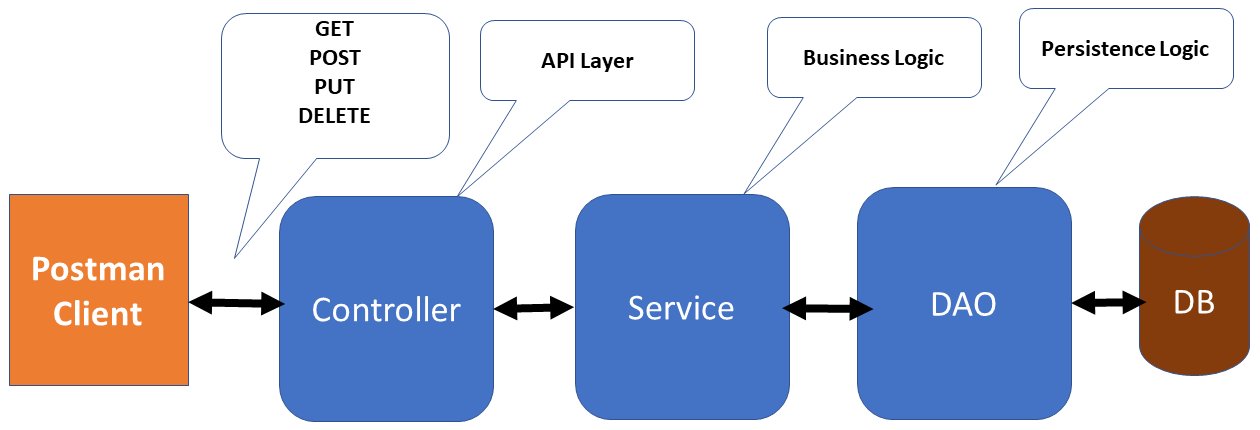 GET
POST
PUT
DELETE
API Layer
Business Logic
Persistence Logic
Postman
Client
Controller
Service
DAO
DB